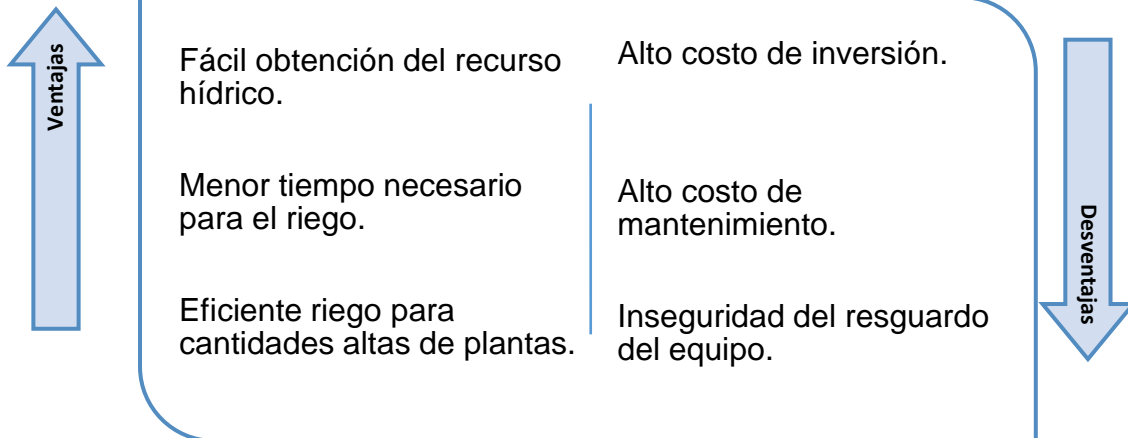 Ventajas
Fácil obtención del recurso
hídrico.
Menor tiempo necesario
para el riego.
Eficiente riego para
cantidades altas de plantas.
Alto costo de inversión.
Alto costo de
mantenimiento.
Inseguridad del resguardo
del equipo.
Desventajas